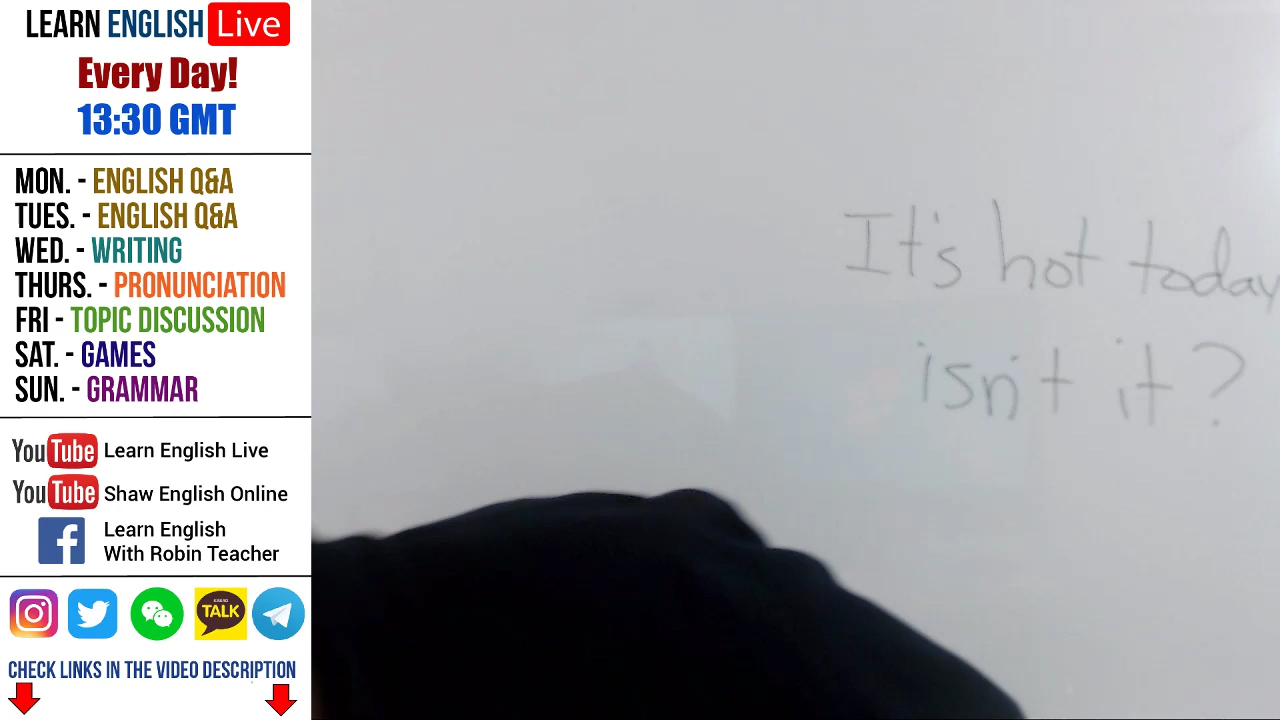 LEARN ENGLISH Live
Every Day!
13:30 GMT
MON. - ENGLISH Q&A
TUES. - ENGLISH Q&A
WED. - WRITING
THURS. - PRONUNCIATION
FRI - TOPIC DISCUSSION
SAT. - GAMES
SUN. - GRAMMAR
YouTube Learn English Live
YouTube Shaw English Online
f Learn English
With Robin Teacher
TALK
CHECK LINKS IN THE VIDEO DESCRIPTION
It's hot today
isn't it?